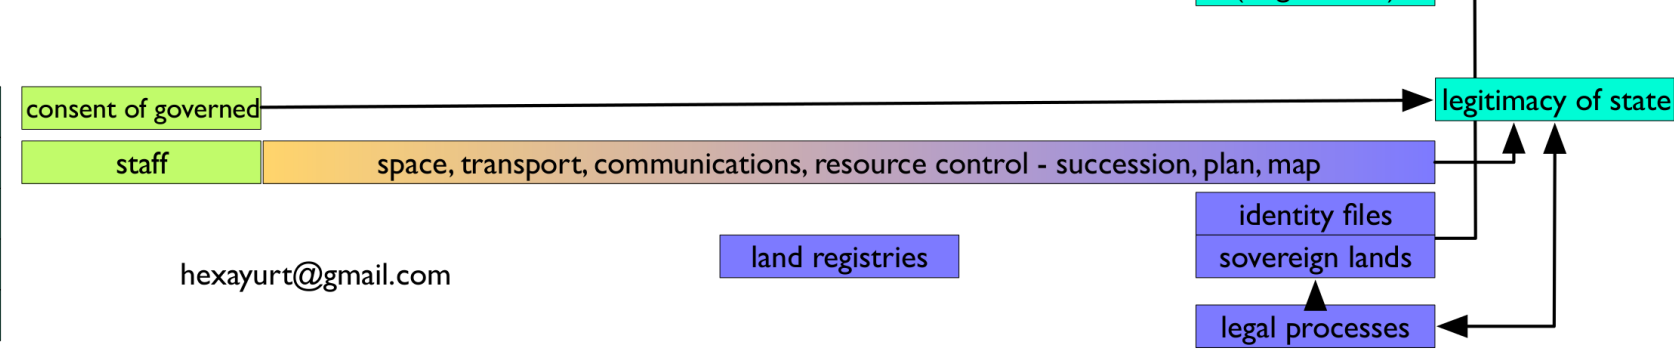 consent of governed
legitimacy of state
staff
space, transport, communications, resource control - succession, plan, map
identity files
land registries
sovereign lands
hexayurt@gmail.com
legal processes